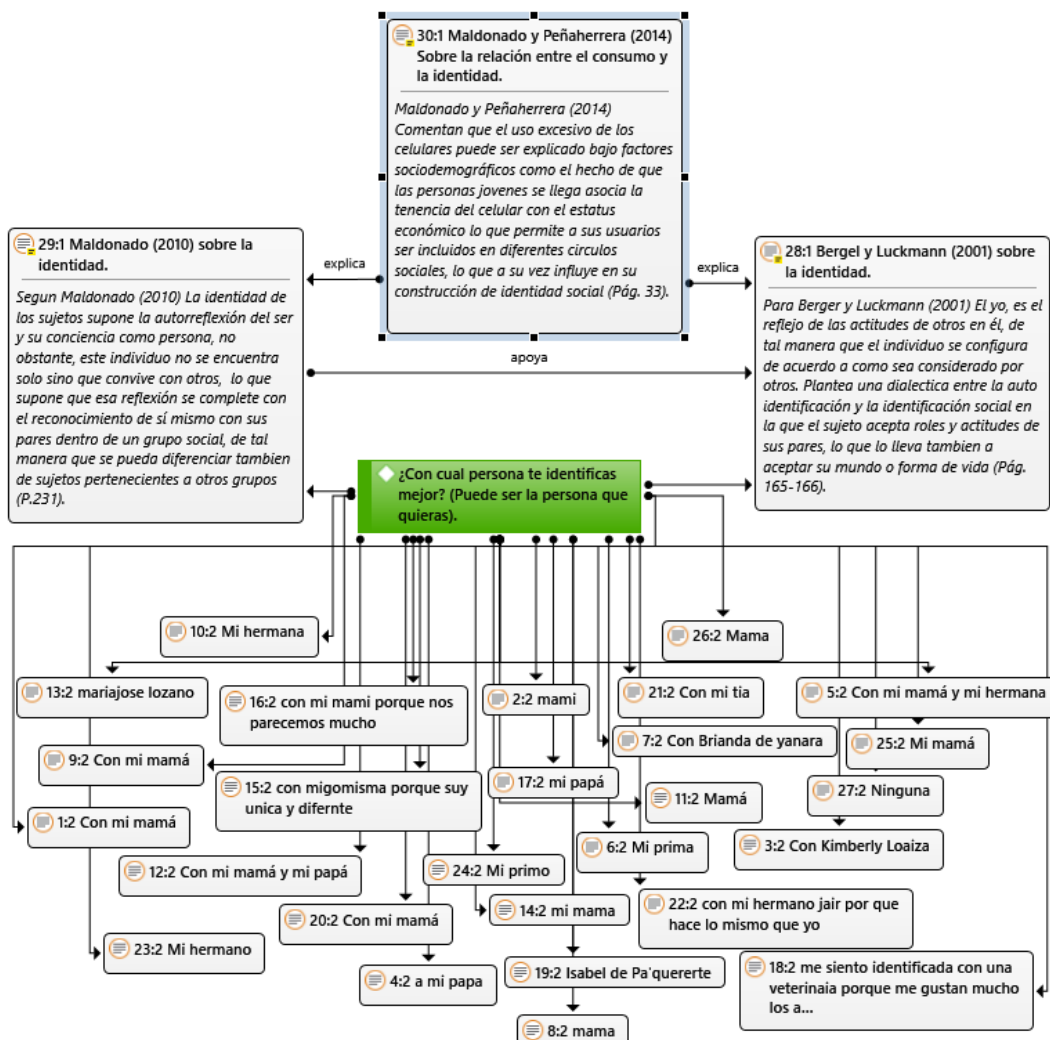 30:1 Maldonado y Peñaherrera (2014)
Sobre la relación entre el consumo y
la identidad.
Maldonado y Peñaherrera (2014)
Comentan que el uso excesivo de los
celulares puede ser explicado bajo factores
sociodemográficos como el hecho de que
las personas jovenes se llega asocia la
tenencia del celular con el estatus
económico lo que permite a sus usuarios
ser incluidos en diferentes circulos
sociales, lo que a su vez influye en su
construcción de identidad social (Pág. 33).
explica
explica
29:1 Maldonado (2010) sobre la
identidad.
Segun Maldonado (2010) La identidad de
los sujetos supone la autorreflexión del ser
y su conciencia como persona, no
obstante, este individuo no se encuentra
solo sino que convive con otros, lo que
supone que esa reflexión se complete con
el reconocimiento de sí mismo con sus
pares dentro de un grupo social, de tal
manera que se pueda diferenciar tambien
de sujetos pertenecientes a otros grupos
(P.231).
28:1 Bergel y Luckmann (2001) sobre
la identidad.
Para Berger y Luckmann (2001) El yo, es el
reflejo de las actitudes de otros en él, de
tal manera que el individuo se configura
de acuerdo a como sea considerado por
otros. Plantea una dialectica entre la auto
identificación y la identificación social en
la que el sujeto acepta roles y actitudes de
sus pares, lo que lo lleva tambien a
aceptar su mundo o forma de vida (Pág.
165-166).
apoya
¿Con cual persona te identificas
mejor? (Puede ser la persona que
quieras).
10:2 Mi hermana
26:2 Mama
13:2 mariajose lozano
16:2 con mi mami porque nos
parecemos mucho
2:2 mami
21:2 Con mi tia
5:2 Con mi mamá y mi hermana
7:2 Con Brianda de yanara
25:2 Mi mamá
9:2 Con mi mamá
15:2 con migomisma porque suy
unica y difernte
17:2 mi papá
11:2 Mamá
27:2 Ninguna
1:2 Con mi mamá
6:2 Mi prima
3:2 Con Kimberly Loaiza
12:2 Con mi mamá y mi papá
24:2 Mi primo
20:2 Con mi mamá
14:2 mi mama
22:2 con mi hermano jair por que
hace lo mismo que yo
23:2 Mi hermano
4:2 a mi papa
19:2 Isabel de Pa'quererte
18:2 me siento identificada con una
veterinaia porque me gustan mucho
los a...
8:2 mama